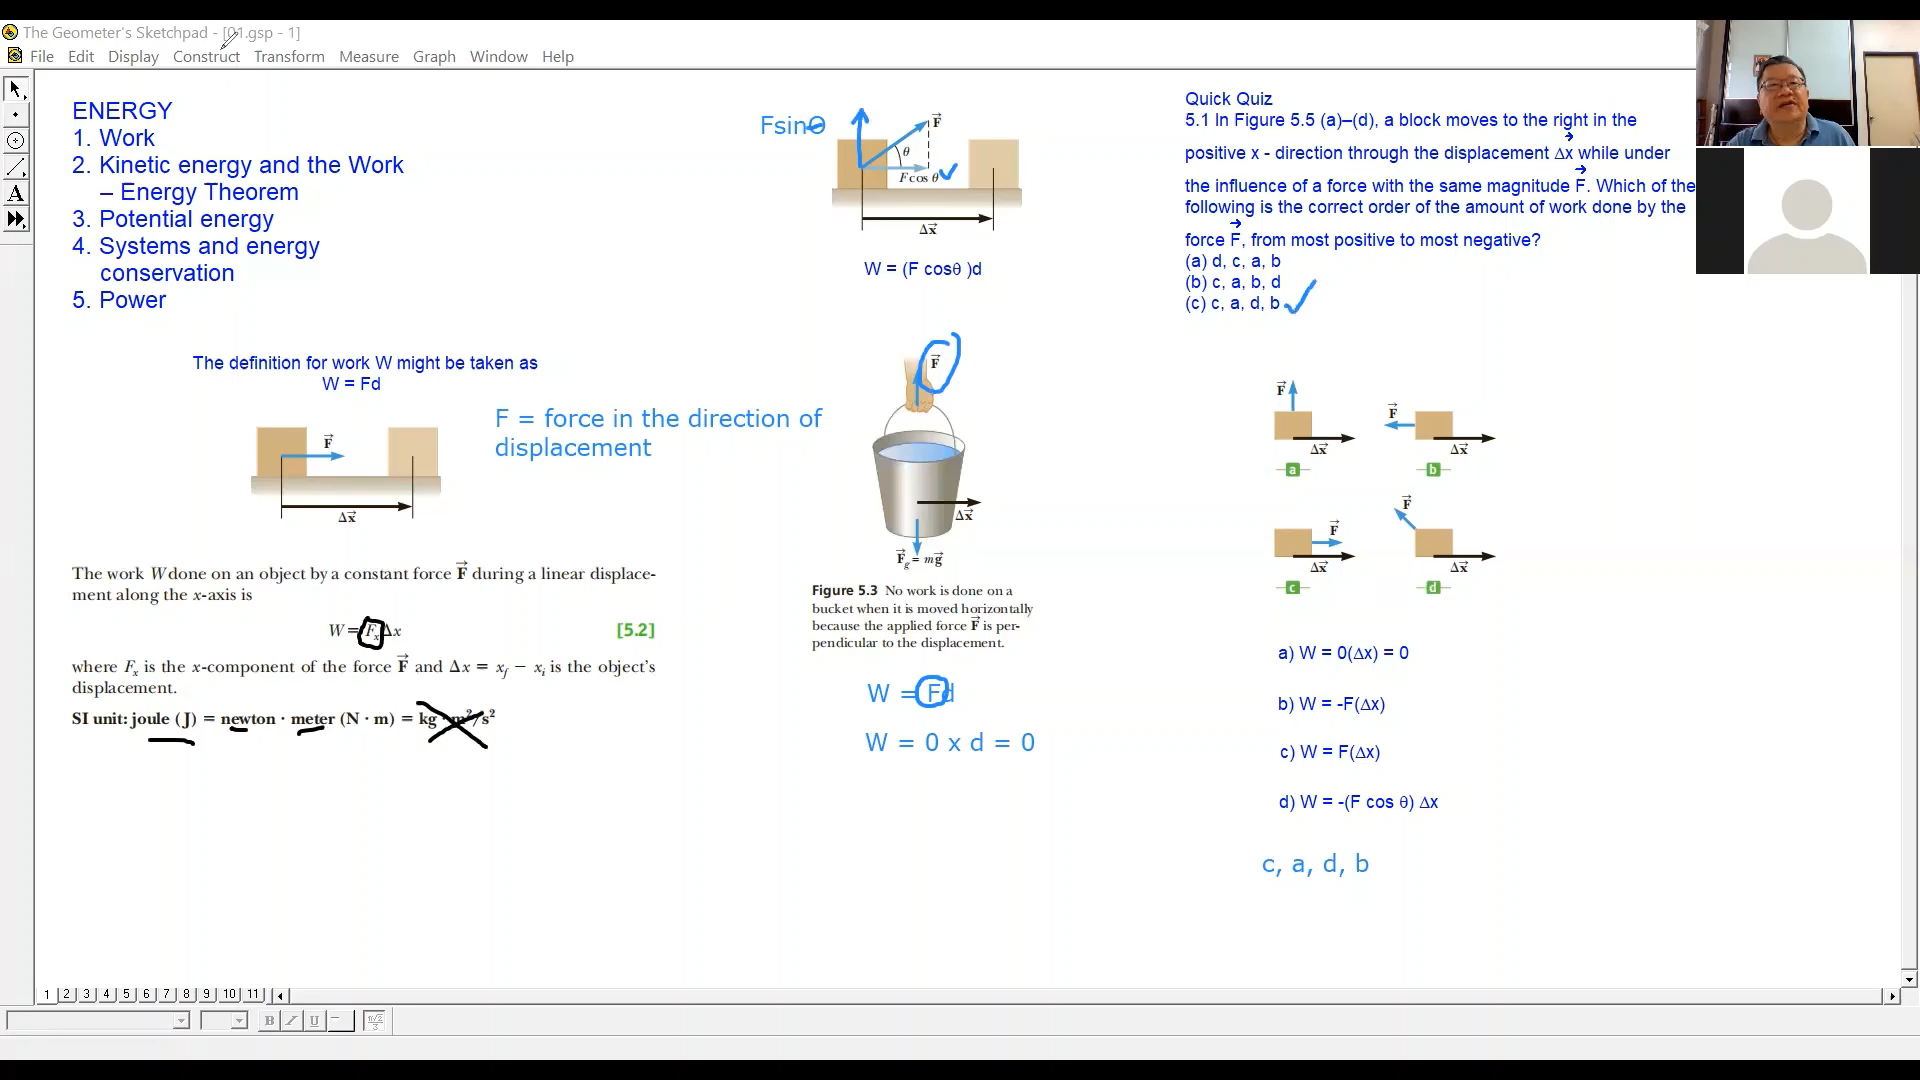 The Geometer's Sketchpad - [01.gsp - 1]
File Edit Display Construct Transform Measure Graph Window Help
ENERGY
1. Work
2. Kinetic energy and the Work
– Energy Theorem
3. Potential energy
4. Systems and energy
conservation
5. Power
The definition for work W might be taken as
W = Fd
F = force in the direction of
displacement
F⃗
Δx⃗
The work W done on an object by a constant force F⃗ during a linear displace-
ment along the x-axis is
W = Fₓ Δx [5.2]
where Fₓ is the x-component of the force F⃗ and Δx = x_f − x_i is the object's
displacement.
SI unit: joule (J) = newton · meter (N · m) = kg · m²/s²
Fsinθ
F⃗
θ
F cos θ
Δx⃗
W = (F cosθ )d
F⃗
Δx⃗
F⃗_g = mg⃗
Figure 5.3 No work is done on a
bucket when it is moved horizontally
because the applied force F⃗ is per-
pendicular to the displacement.
W = Fd
W = 0 x d = 0
Quick Quiz
5.1 In Figure 5.5 (a)–(d), a block moves to the right in the
positive x - direction through the displacement Δx⃗ while under
the influence of a force with the same magnitude F⃗. Which of the
following is the correct order of the amount of work done by the
force F⃗, from most positive to most negative?
(a) d, c, a, b
(b) c, a, b, d
(c) c, a, d, b
F⃗ F⃗
Δx⃗ Δx⃗
a b
F⃗ F⃗
Δx⃗ Δx⃗
c d
a) W = 0(Δx) = 0
b) W = -F(Δx)
c) W = F(Δx)
d) W = -(F cos θ) Δx
c, a, d, b
1 2 3 4 5 6 7 8 9 10 11
B I U